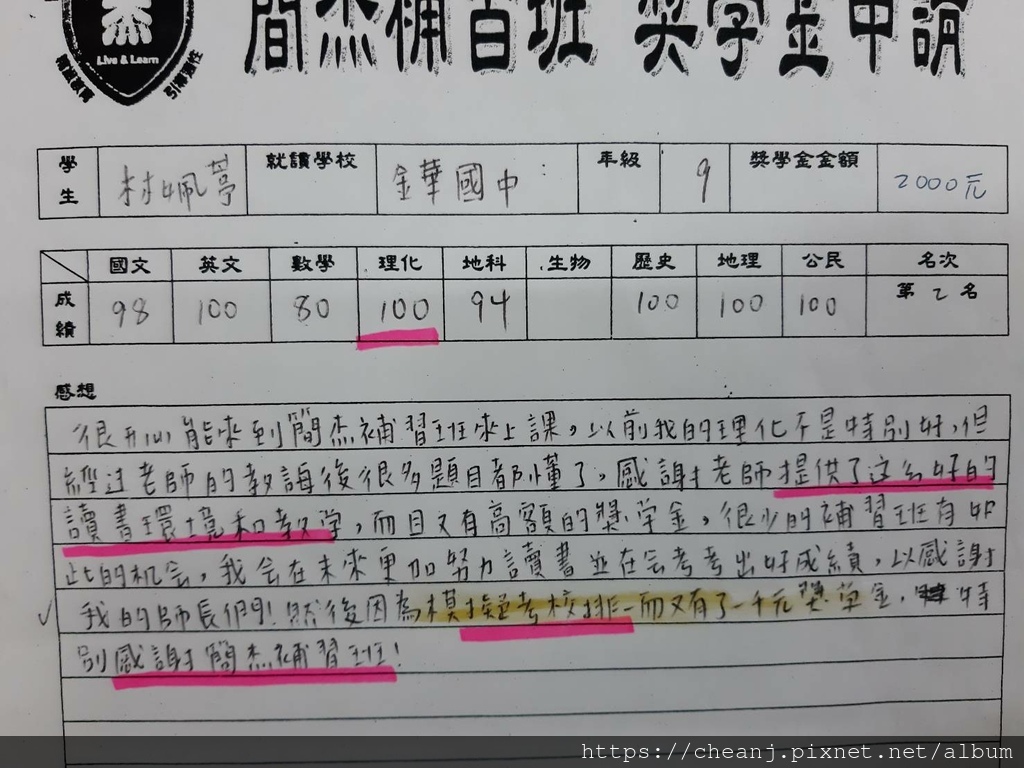 簡杰補習班 獎學金申請
Live & Learn
學生 林姵葶 就讀學校 金華國中 年級 9 獎學金金額 2000元
國文 英文 數學 理化 地科 生物 歷史 地理 公民 名次
成績 98 100 80 100 94 100 100 100 第 2 名
感想
很開心能來到簡杰補習班來上課,以前我的理化不是特別好,但
經过老師的教誨後很多題目都懂了,感謝老師提供了这么好的
讀書環境和教学,而且又有高額的獎学金,很少的補習班有如
此的机会,我会在未來更加努力讀書並在会考考出好成績,以感謝
我的師長們!然後因為模擬考校排一而又有了一千元獎学金,特
別感謝簡杰補習班!
https://cheanj.pixnet.net/album